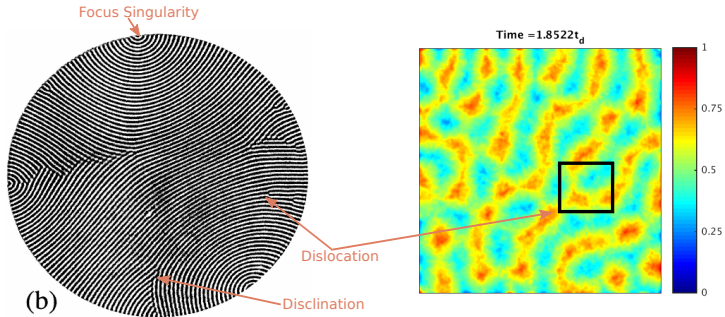 Focus Singularity
Time =1.8522t_d
1
0.75
0.5
0.25
0
Dislocation
Disclination
(b)